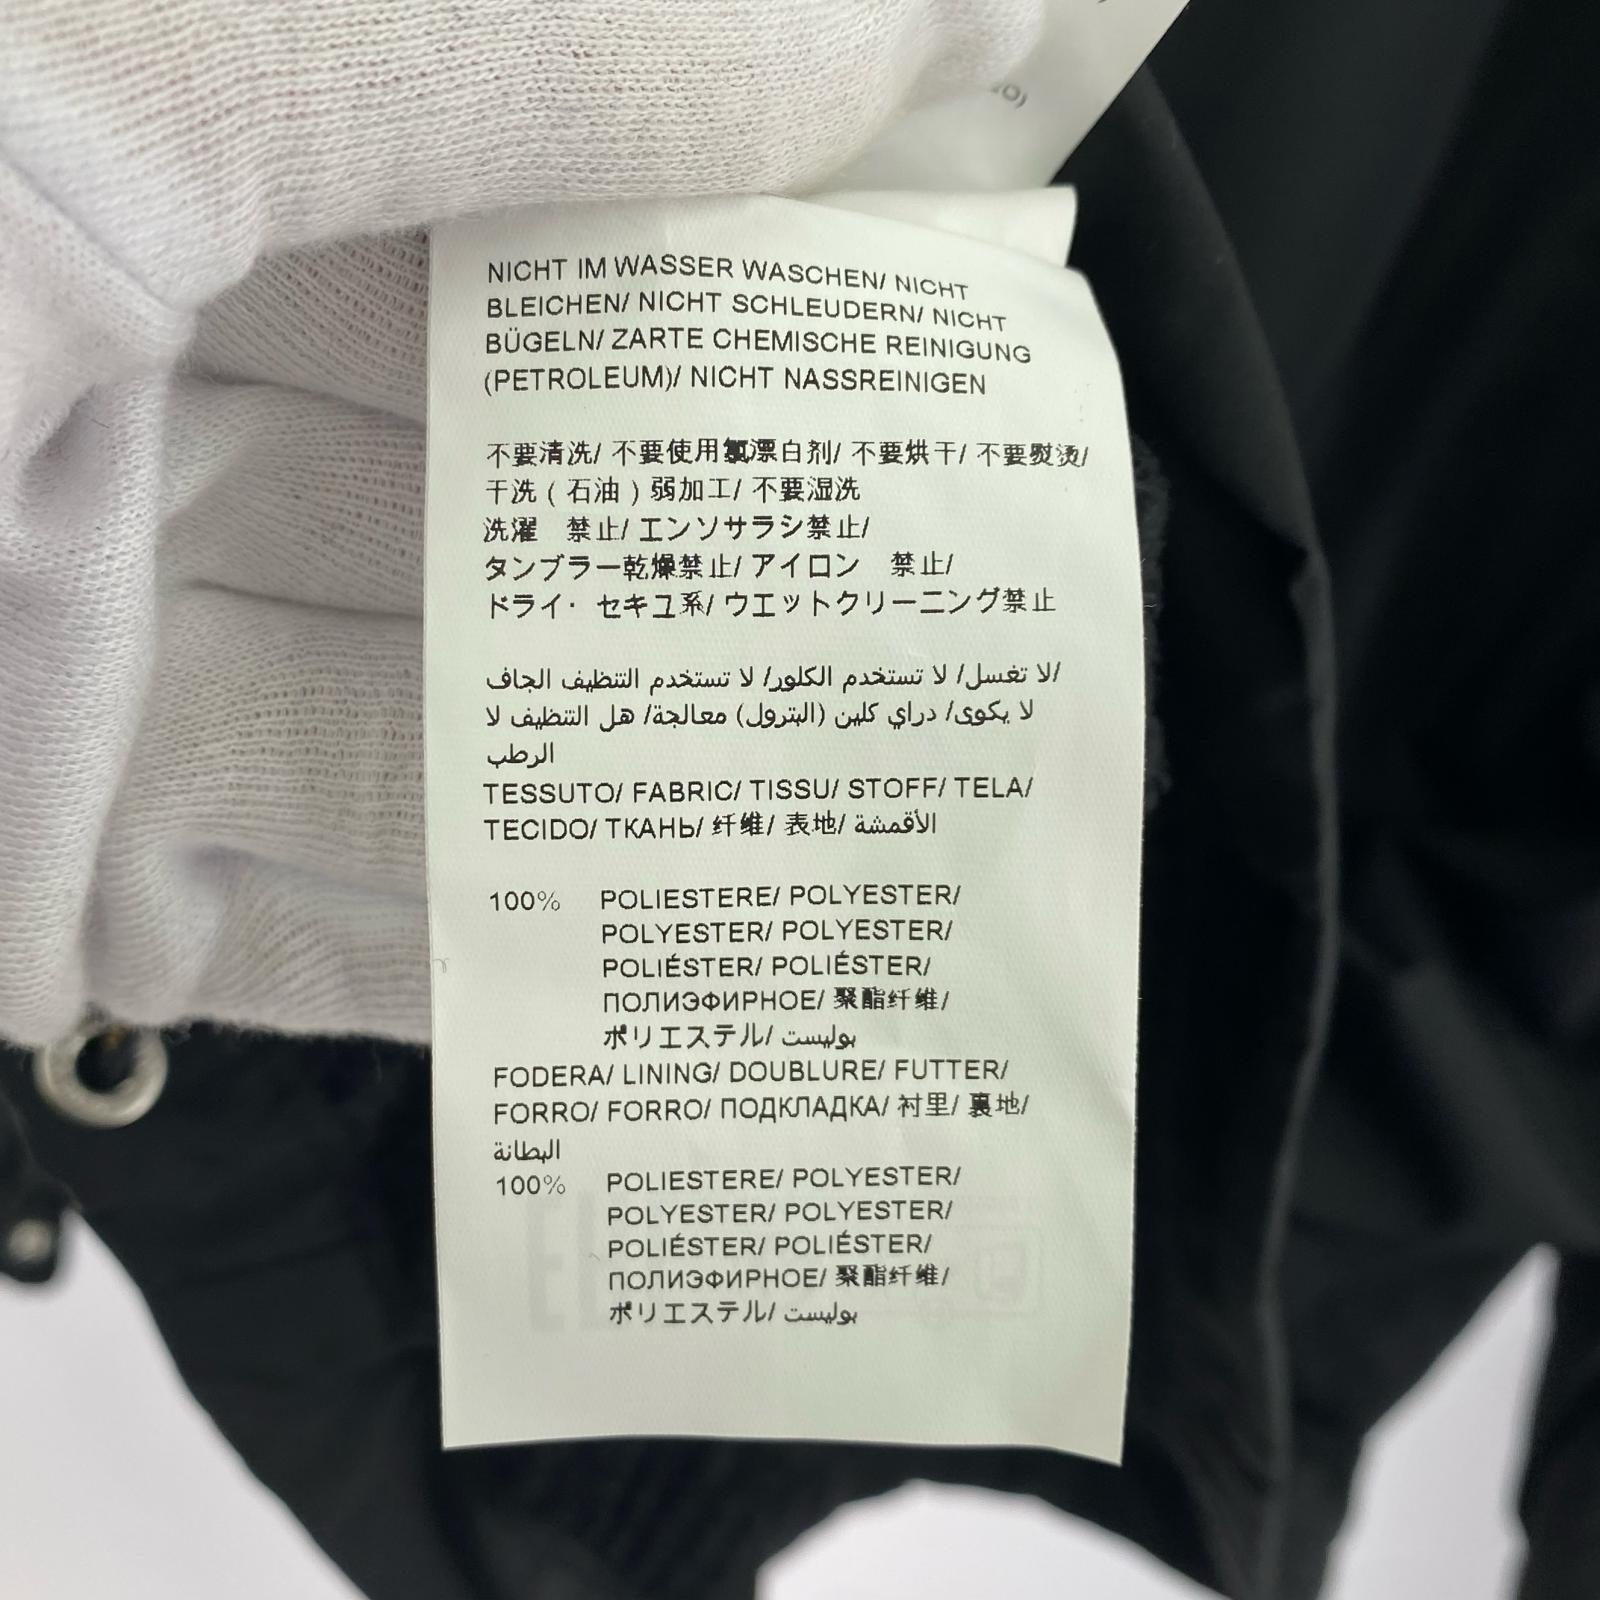 NICHT IM WASSER WASCHEN/ NICHT
BLEICHEN/ NICHT SCHLEUDERN/ NICHT
BÜGELN/ ZARTE CHEMISCHE REINIGUNG
(PETROLEUM)/ NICHT NASSREINIGEN
不要清洗/ 不要使用氯漂白剂/ 不要烘干/ 不要熨烫/
干洗 ( 石油 ) 弱加工/ 不要湿洗
洗濯　禁止/ エンソサラシ禁止/
タンブラー乾燥禁止/ アイロン　禁止/
ドライ・ セキユ系/ ウエットクリーニング禁止
لا تغسل/ لا تستخدم الكلور/ لا تستخدم التنظيف الجاف/
لا يكوى/ دراي كلين (البترول) معالجة/ هل التنظيف لا
الرطب
TESSUTO/ FABRIC/ TISSU/ STOFF/ TELA/
TECIDO/ ТКАНЬ/ 纤维/ 表地/ الأقمشة
100% POLIESTERE/ POLYESTER/
POLYESTER/ POLYESTER/
POLIÉSTER/ POLIÉSTER/
ПОЛИЭФИРНОЕ/ 聚酯纤维/
ポリエステル/ بوليست
FODERA/ LINING/ DOUBLURE/ FUTTER/
FORRO/ FORRO/ ПОДКЛАДКА/ 衬里/ 裏地/
البطانة
100% POLIESTERE/ POLYESTER/
POLYESTER/ POLYESTER/
POLIÉSTER/ POLIÉSTER/
ПОЛИЭФИРНОЕ/ 聚酯纤维/
ポリエステル/ بوليست